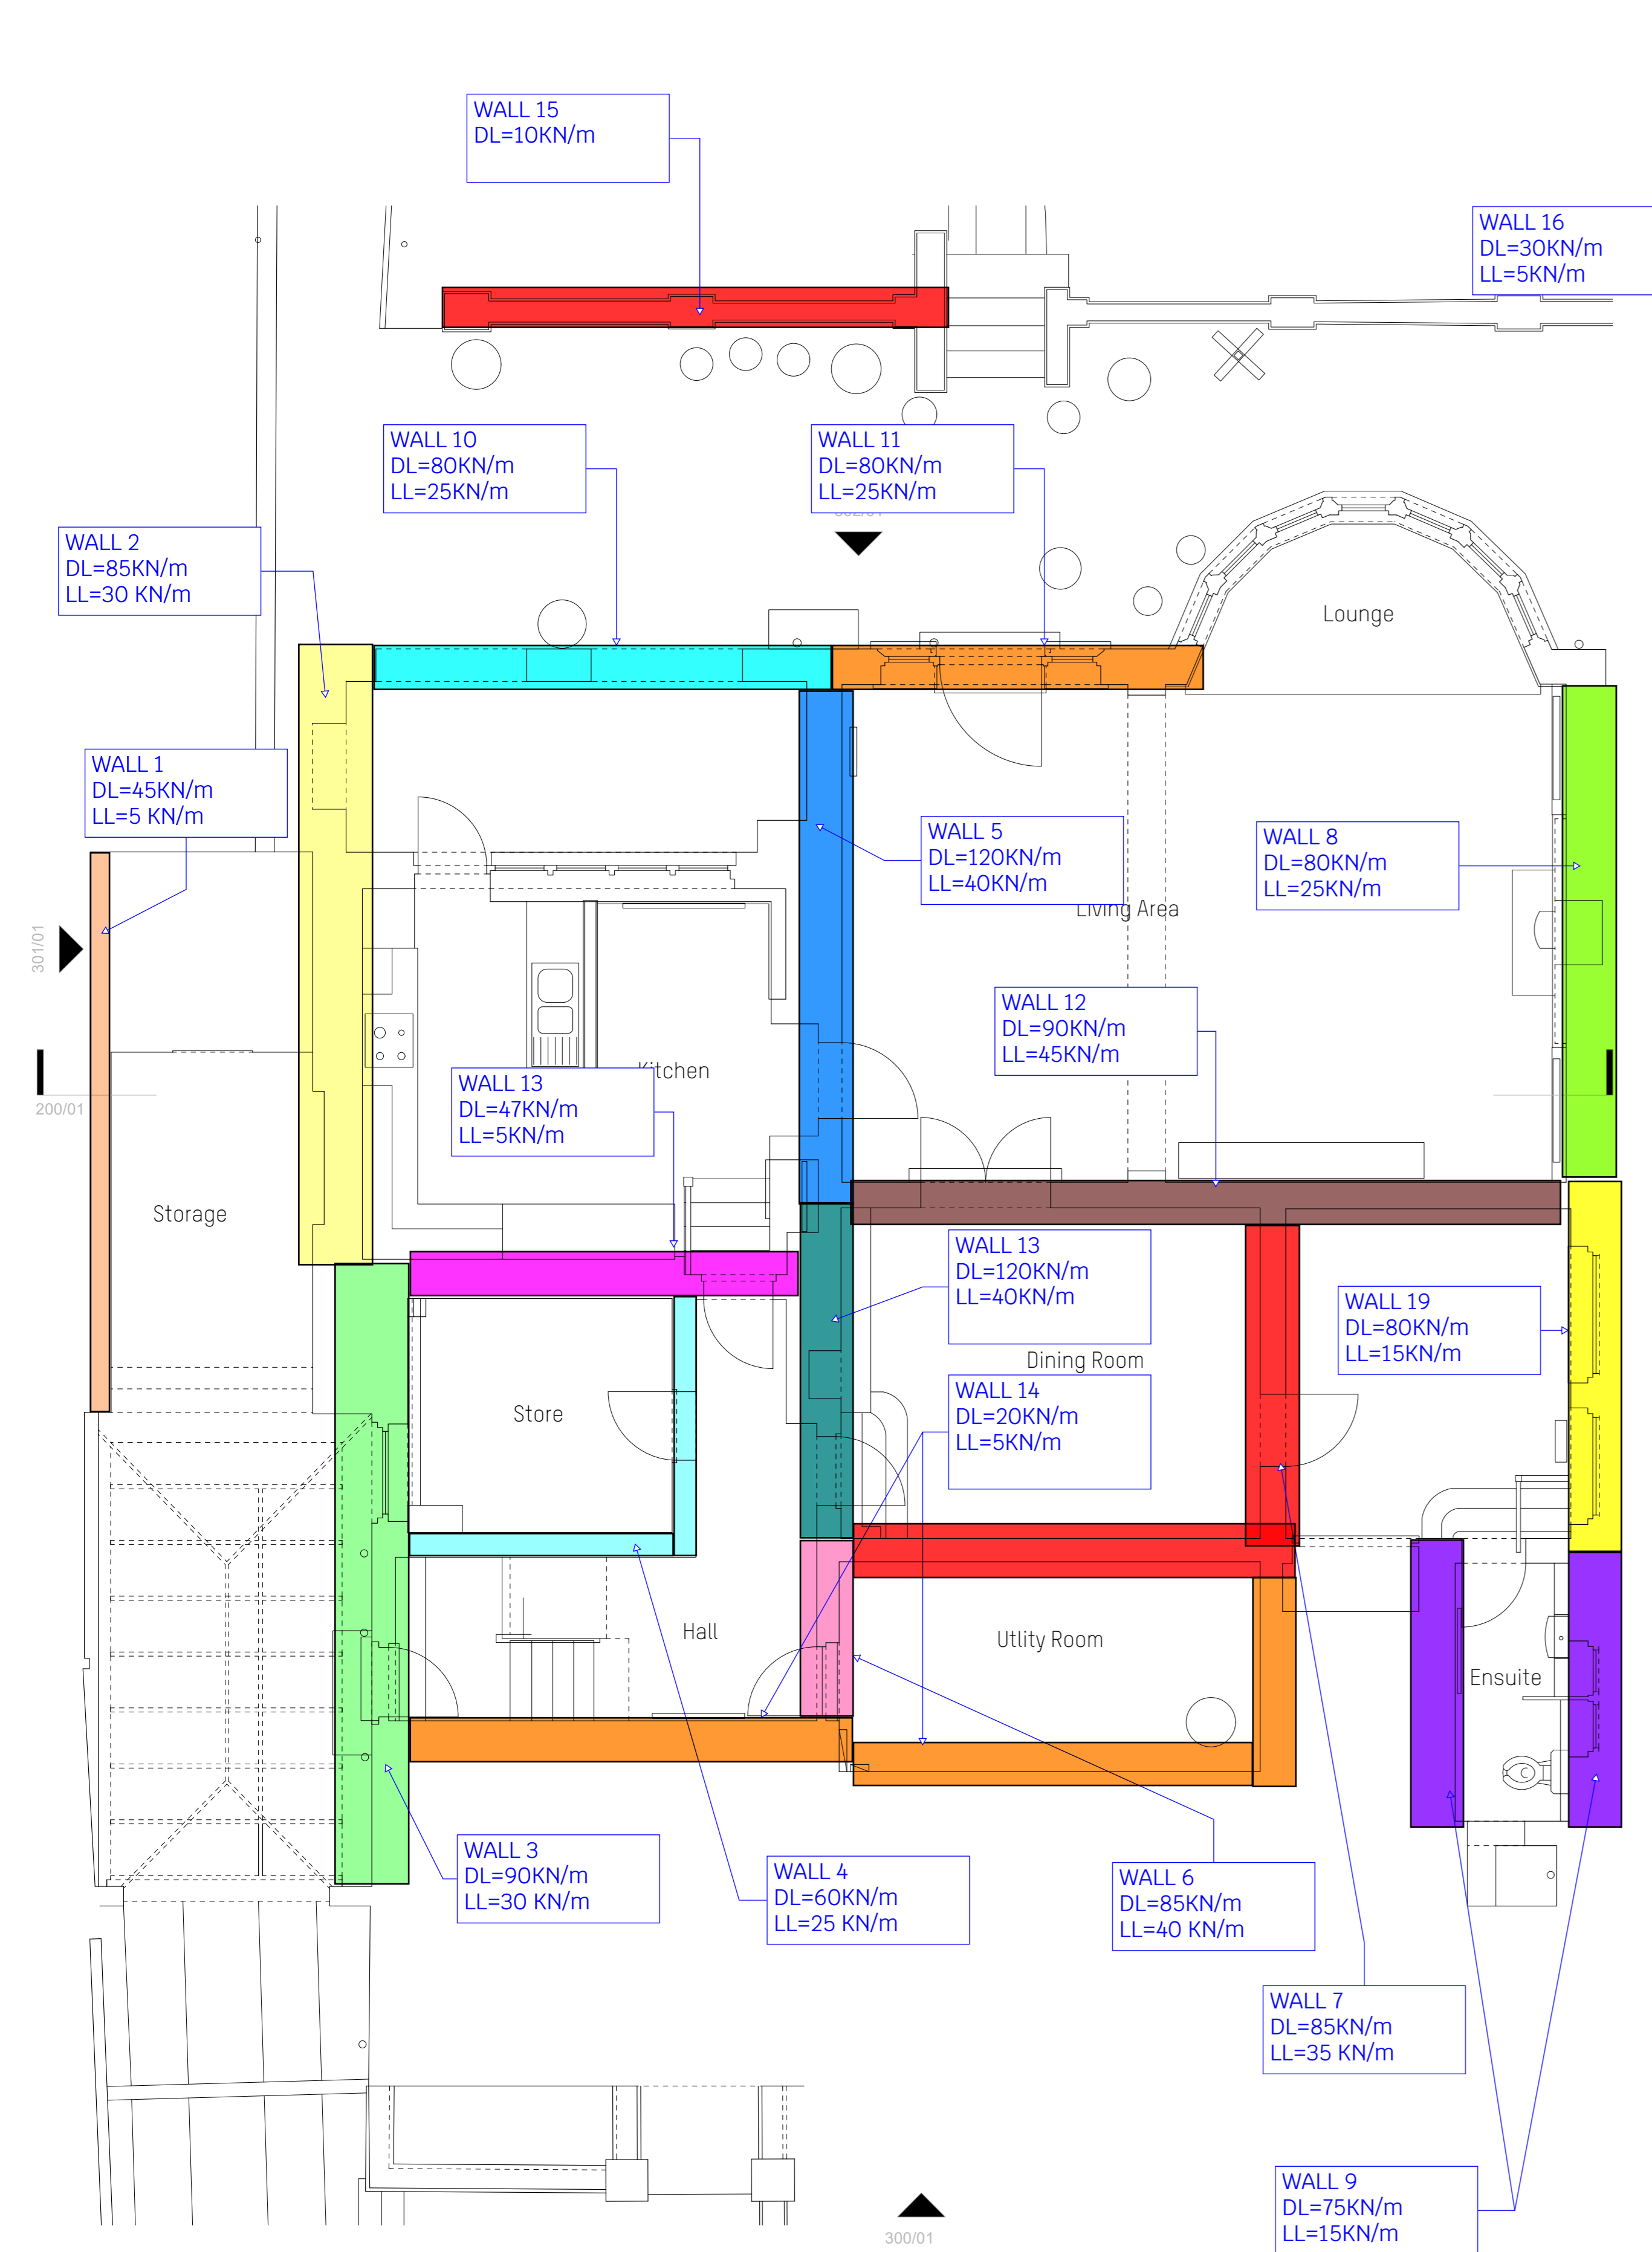 WALL 15
DL=10KN/m
WALL 16
DL=30KN/m
LL=5KN/m
WALL 10
DL=80KN/m
LL=25KN/m
WALL 11
DL=80KN/m
LL=25KN/m
WALL 2
DL=85KN/m
LL=30 KN/m
Lounge
WALL 1
DL=45KN/m
LL=5 KN/m
WALL 5
DL=120KN/m
LL=40KN/m
WALL 8
DL=80KN/m
LL=25KN/m
Living Area
301/01
WALL 12
DL=90KN/m
LL=45KN/m
Kitchen
WALL 13
DL=47KN/m
LL=5KN/m
200/01
Storage
WALL 13
DL=120KN/m
LL=40KN/m
WALL 19
DL=80KN/m
LL=15KN/m
Dining Room
WALL 14
DL=20KN/m
LL=5KN/m
Store
Hall
Utlity Room
Ensuite
WALL 3
DL=90KN/m
LL=30 KN/m
WALL 4
DL=60KN/m
LL=25 KN/m
WALL 6
DL=85KN/m
LL=40 KN/m
WALL 7
DL=85KN/m
LL=35 KN/m
WALL 9
DL=75KN/m
LL=15KN/m
300/01